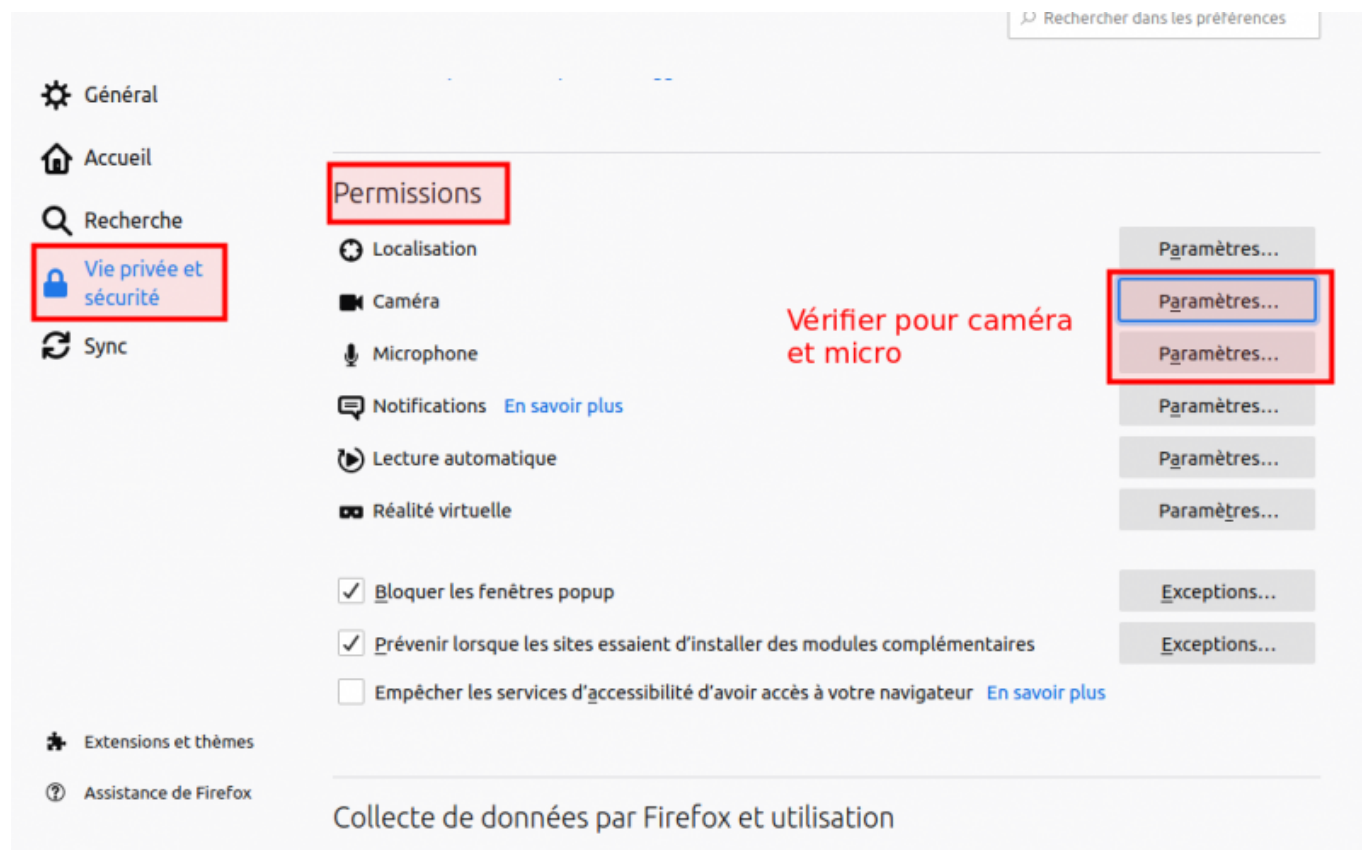 Rechercher dans les préférences
Général
Accueil
Recherche
Vie privée et
sécurité
Sync
Extensions et thèmes
Assistance de Firefox
Permissions
Localisation Paramètres...
Caméra Paramètres...
Microphone Paramètres...
Vérifier pour caméra
et micro
Notifications En savoir plus Paramètres...
Lecture automatique Paramètres...
Réalité virtuelle Paramètres...
Bloquer les fenêtres popup Exceptions...
Prévenir lorsque les sites essaient d’installer des modules complémentaires Exceptions...
Empêcher les services d’accessibilité d’avoir accès à votre navigateur En savoir plus
Collecte de données par Firefox et utilisation